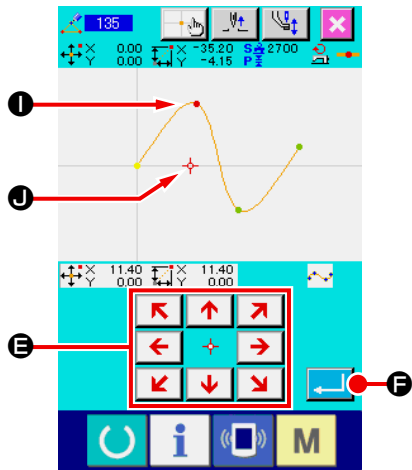 135
X 0.00 X -35.20 S 2700
Y 0.00 Y -4.15 P
I
J
X 11.40 X 11.40
Y 0.00 Y 0.00
E
F
i M